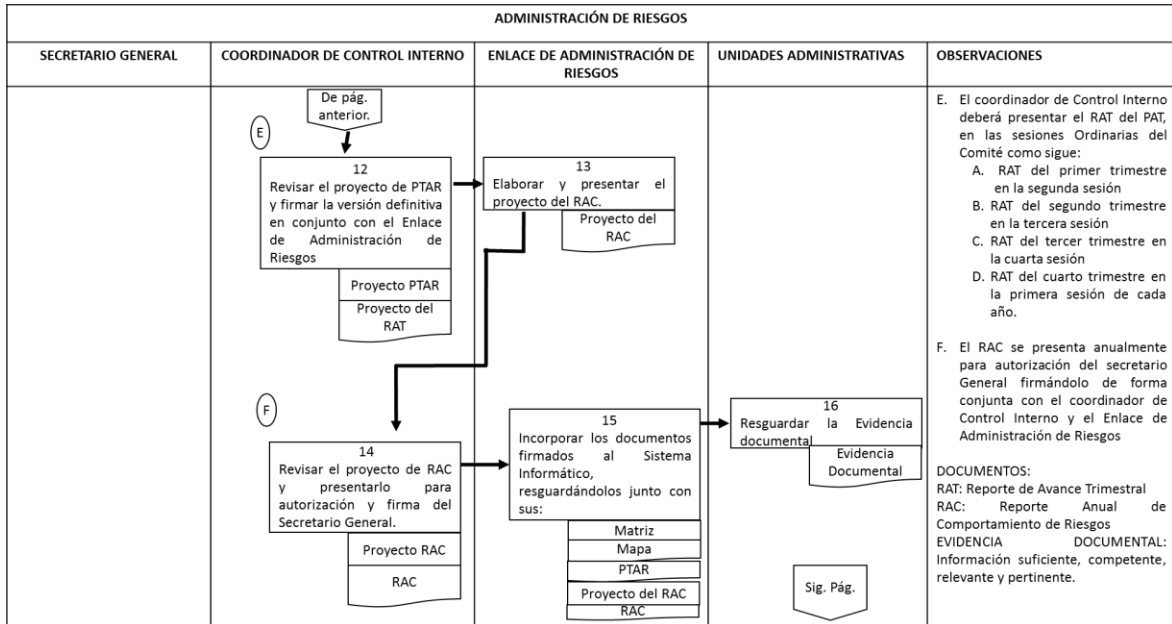 ADMINISTRACIÓN DE RIESGOS
SECRETARIO GENERAL
COORDINADOR DE CONTROL INTERNO
ENLACE DE ADMINISTRACIÓN DE
RIESGOS
UNIDADES ADMINISTRATIVAS
OBSERVACIONES
De pág.
anterior.
E
12
Revisar el proyecto de PTAR
y firmar la versión definitiva
en conjunto con el Enlace
de Administración de
Riesgos
Proyecto PTAR
Proyecto del
RAT
13
Elaborar y presentar el
proyecto del RAC.
Proyecto del
RAC
F
14
Revisar el proyecto de RAC
y presentarlo para
autorización y firma del
Secretario General.
Proyecto RAC
RAC
15
Incorporar los documentos
firmados al Sistema
Informático,
resguardándolos junto con
sus:
Matriz
Mapa
PTAR
Proyecto del RAC
RAC
16
Resguardar la Evidencia
documental
Evidencia
Documental
Sig. Pág.
E. El coordinador de Control Interno
deberá presentar el RAT del PAT,
en las sesiones Ordinarias del
Comité como sigue:
A. RAT del primer trimestre
en la segunda sesión
B. RAT del segundo trimestre
en la tercera sesión
C. RAT del tercer trimestre en
la cuarta sesión
D. RAT del cuarto trimestre en
la primera sesión de cada
año.
F. El RAC se presenta anualmente
para autorización del secretario
General firmándolo de forma
conjunta con el coordinador de
Control Interno y el Enlace de
Administración de Riesgos
DOCUMENTOS:
RAT: Reporte de Avance Trimestral
RAC: Reporte Anual de
Comportamiento de Riesgos
EVIDENCIA DOCUMENTAL:
Información suficiente, competente,
relevante y pertinente.